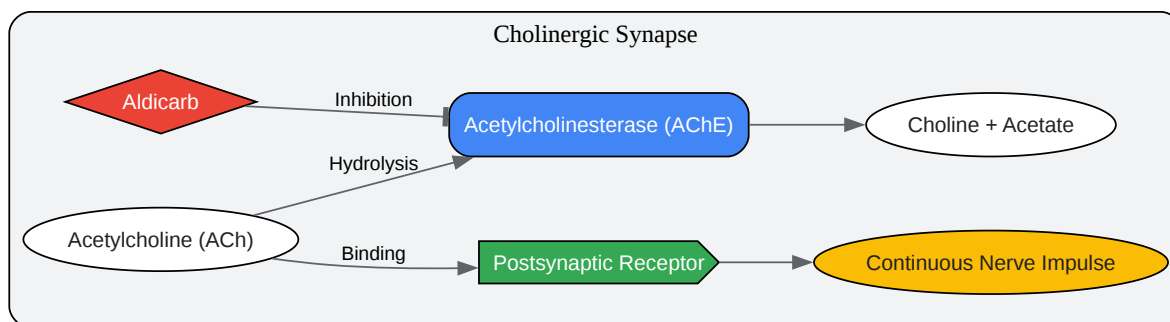 Cholinergic Synapse
Aldicarb
Inhibition
Acetylcholinesterase (AChE)
Choline + Acetate
Hydrolysis
Acetylcholine (ACh)
Binding
Postsynaptic Receptor
Continuous Nerve Impulse